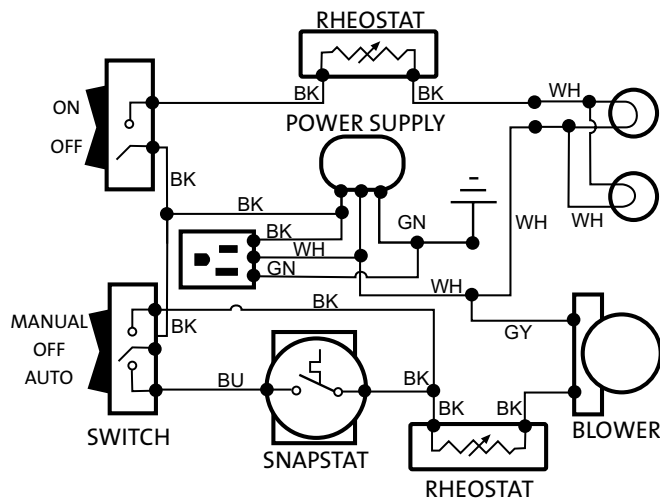 RHEOSTAT
BK
BK
WH
ON
OFF
POWER SUPPLY
BK
BK
GN
WH
WH
BK
WH
GN
WH
BK
MANUAL
OFF
AUTO
BK
GY
BU
BK
BK
BK
SWITCH
SNAPSTAT
BLOWER
RHEOSTAT